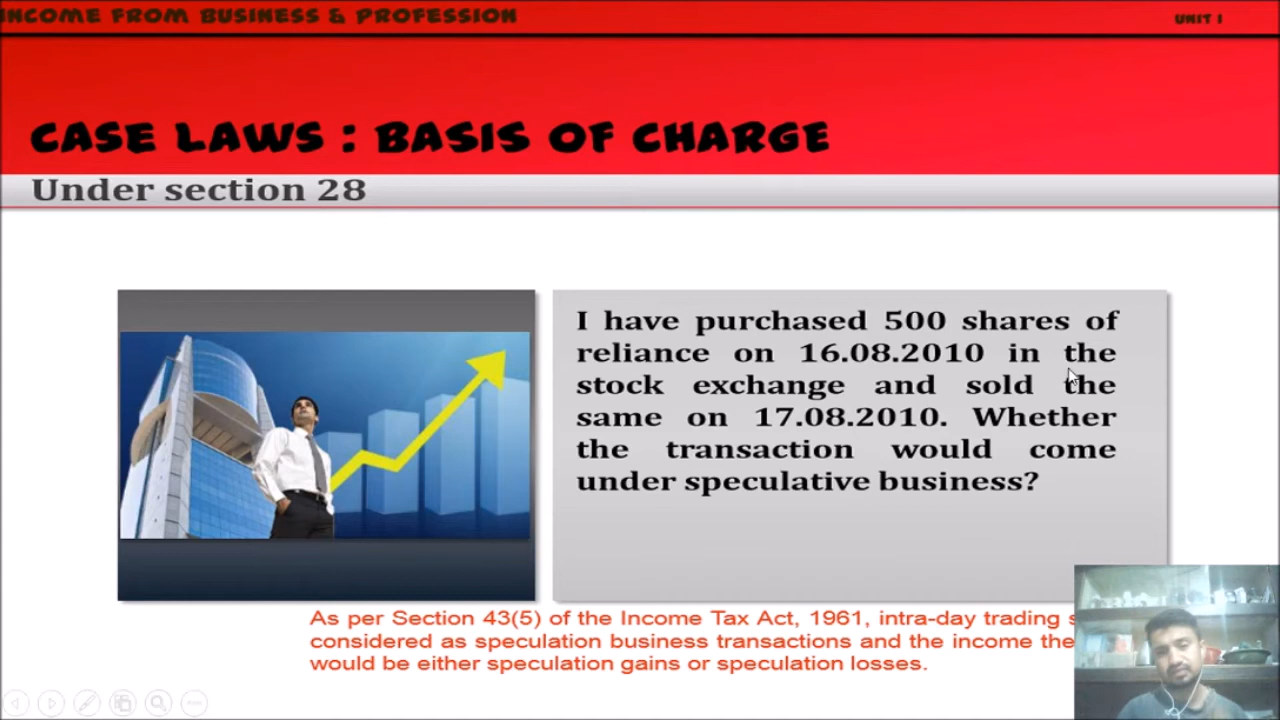 INCOME FROM BUSINESS & PROFESSION
UNIT I
CASE LAWS : BASIS OF CHARGE
Under section 28
I have purchased 500 shares of
reliance on 16.08.2010 in the
stock exchange and sold the
same on 17.08.2010. Whether
the transaction would come
under speculative business?
As per Section 43(5) of the Income Tax Act, 1961, intra-day trading
considered as speculation business transactions and the income
would be either speculation gains or speculation losses.